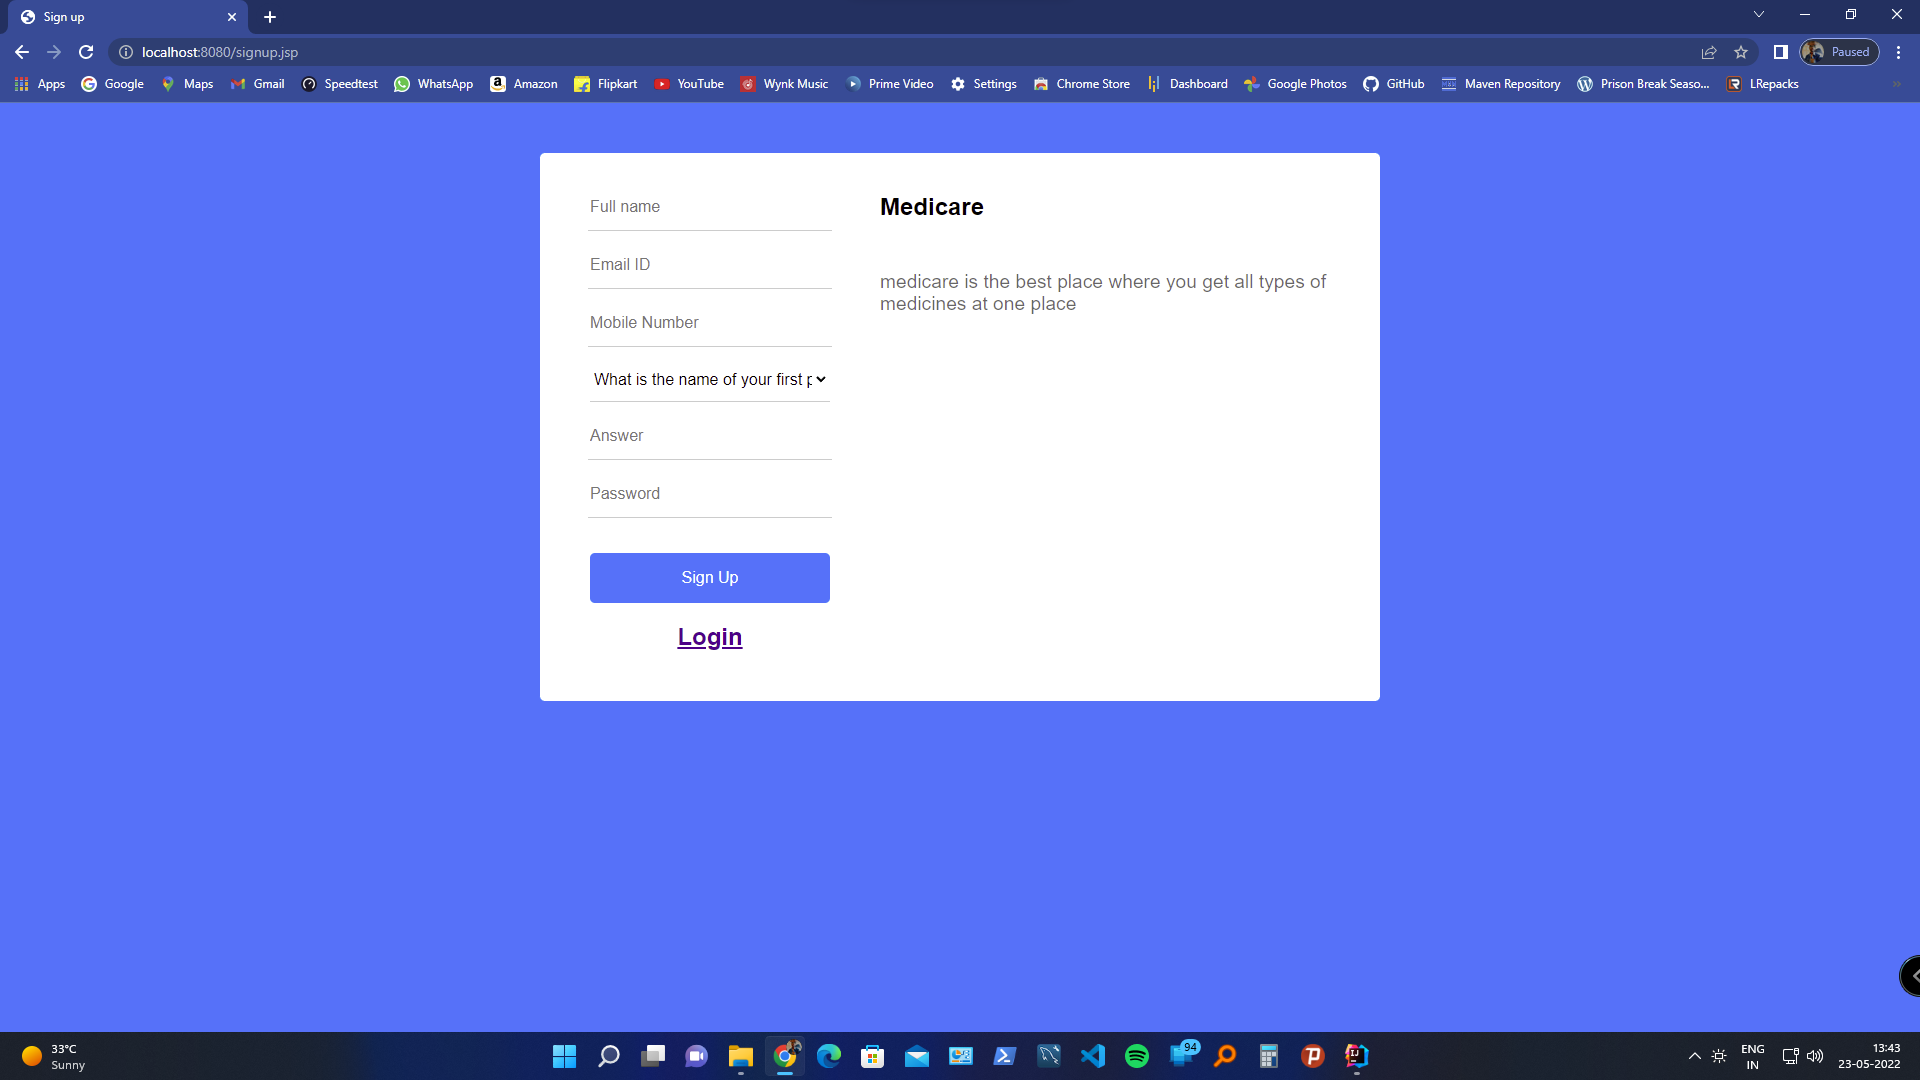 Sign up
localhost:8080/signup.jsp
Paused
Apps
Google
Maps
Gmail
Speedtest
WhatsApp
Amazon
Flipkart
YouTube
Wynk Music
Prime Video
Settings
Chrome Store
Dashboard
Google Photos
GitHub
Maven Repository
Prison Break Seaso...
LRepacks
Full name
Email ID
Mobile Number
What is the name of your first p
Answer
Password
Sign Up
Login
Medicare
medicare is the best place where you get all types of
medicines at one place
33°C
Sunny
94
ENG
IN
13:43
23-05-2022